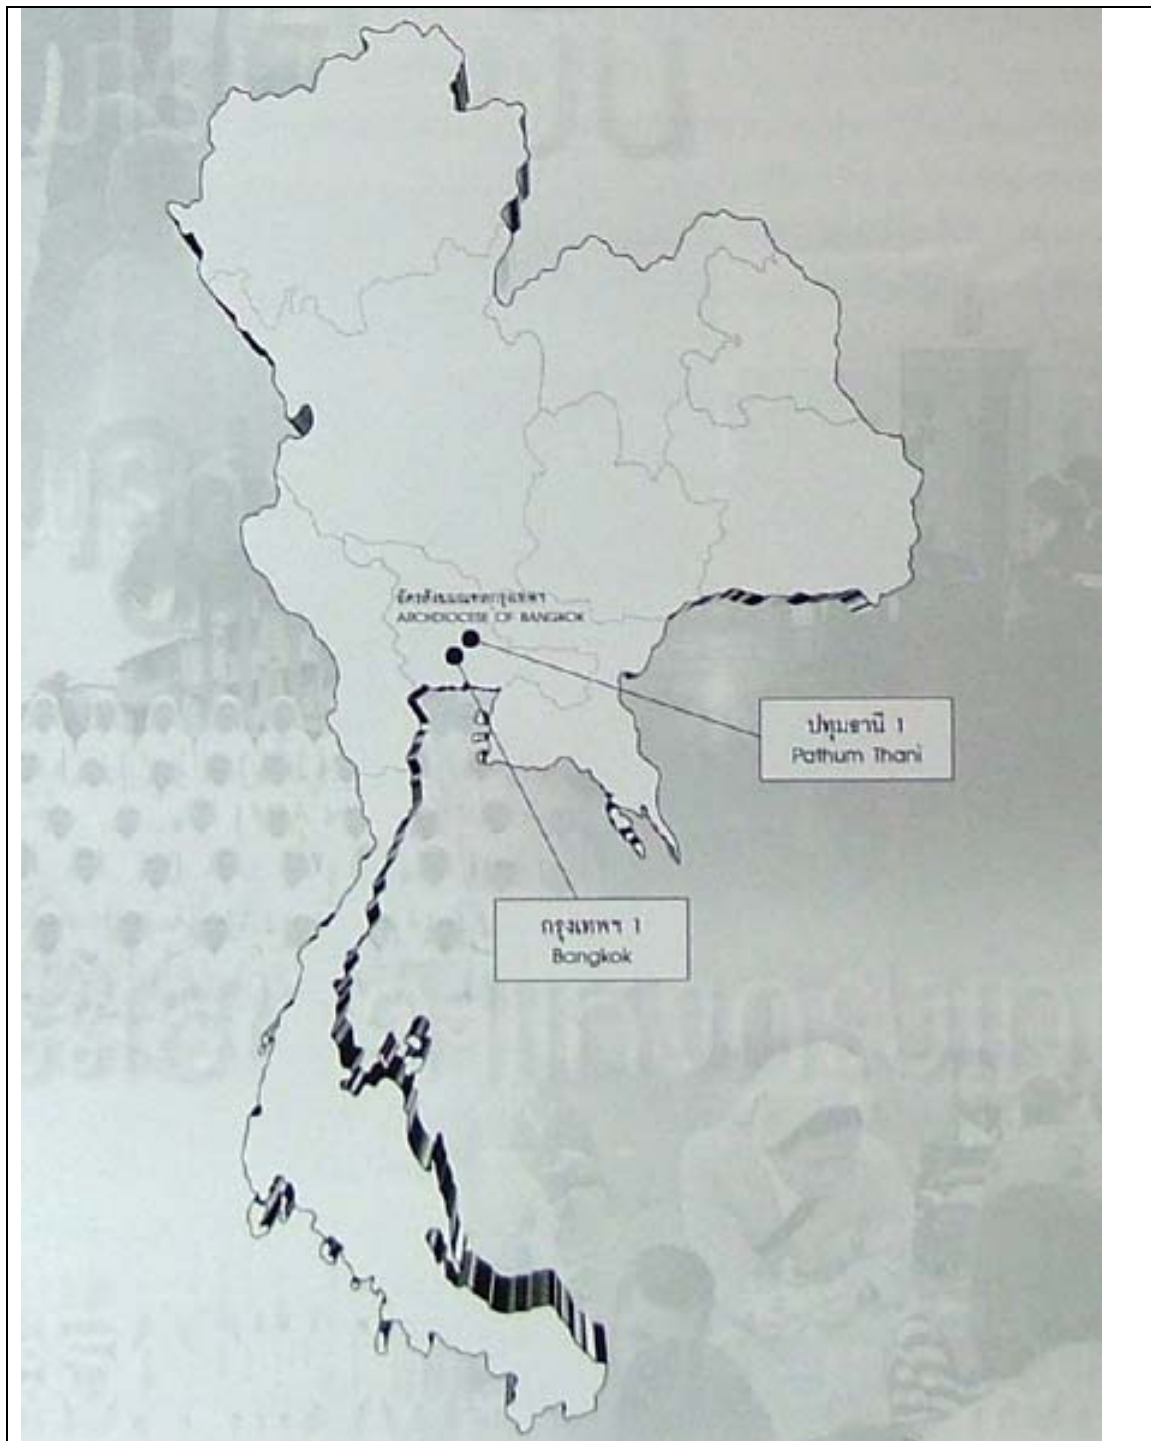 อัครสังฆมณฑลกรุงเทพฯ
ARCHDIOCESE OF BANGKOK
ปทุมธานี 1
Pathum Thani
กรุงเทพฯ 1
Bangkok